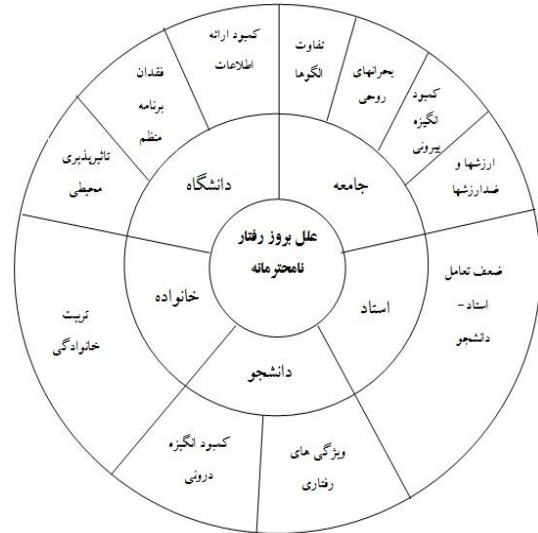 علل بروز رفتار
نامحترمانه
جامعه
تفاوت
الگوها
بحرانهای
روحی
کمبود
انگیزه
بیرونی
ارزشها و
ضدارزشها
استاد
ضعف تعامل
استاد-
دانشجو
دانشجو
ویژگی های
رفتاری
کمبود انگیزه
درونی
خانواده
تربیت
خانوادگی
دانشگاه
تاثیرپذیری
محیطی
فقدان
برنامه
منظم
کمبود ارائه
اطلاعات